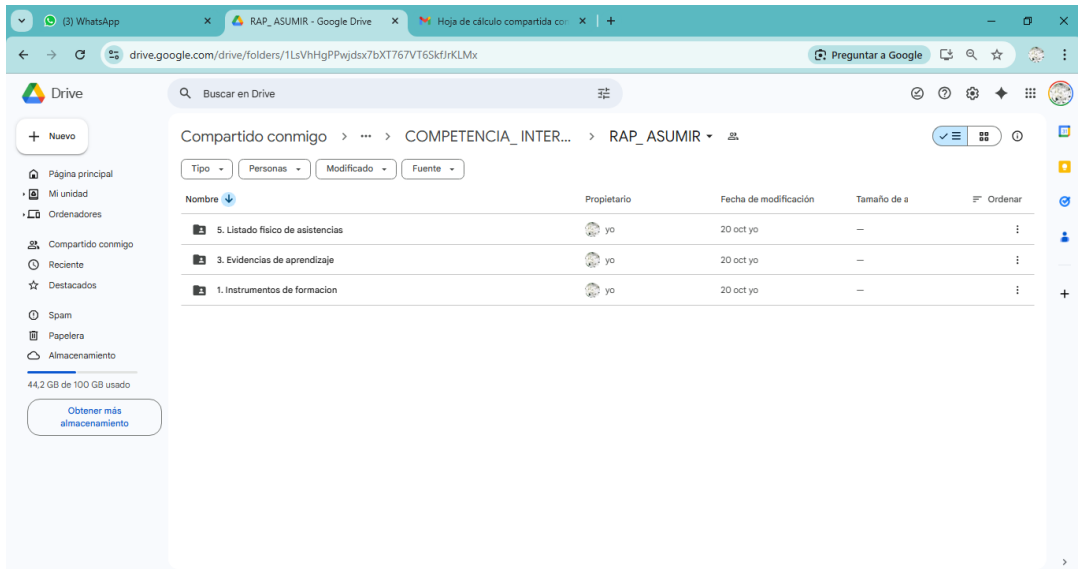 (3) WhatsApp
RAP_ASUMIR - Google Drive
Hoja de cálculo compartida con
drive.google.com/drive/folders/1LsVhHgPPwjdsx7bXT767VT6SkfJrKLMx
Preguntar a Google
Drive
Buscar en Drive
Nuevo
Compartido conmigo > ... > COMPETENCIA_INTER... > RAP_ASUMIR
Tipo Personas Modificado Fuente
Página principal
Mi unidad
Ordenadores
Compartido conmigo
Reciente
Destacados
Spam
Papelera
Almacenamiento
44,2 GB de 100 GB usado
Obtener más
almacenamiento
Nombre Propietario Fecha de modificación Tamaño de a Ordenar
5. Listado fisico de asistencias yo 20 oct yo —
3. Evidencias de aprendizaje yo 20 oct yo —
1. Instrumentos de formacion yo 20 oct yo —